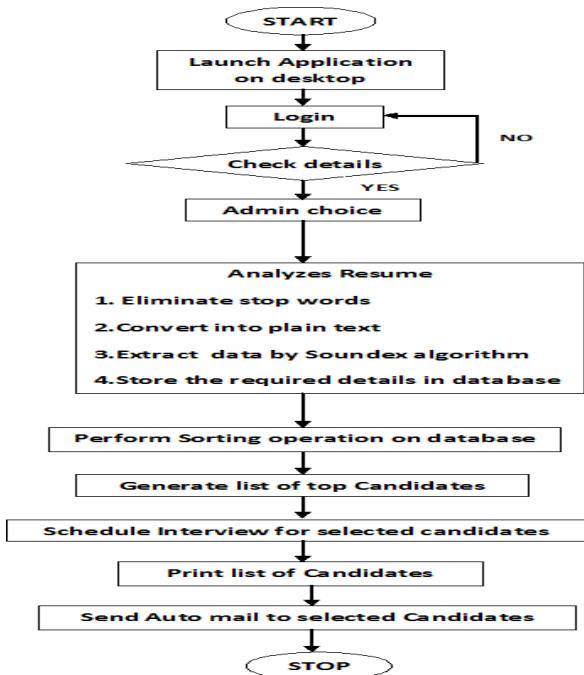 START
Launch Application
on desktop
Login
NO
Check details
YES
Admin choice
Analyzes Resume
1. Eliminate stop words
2.Convert into plain text
3.Extract data by Soundex algorithm
4.Store the required details in database
Perform Sorting operation on database
Generate list of top Candidates
Schedule Interview for selected candidates
Print list of Candidates
Send Auto mail to selected Candidates
STOP